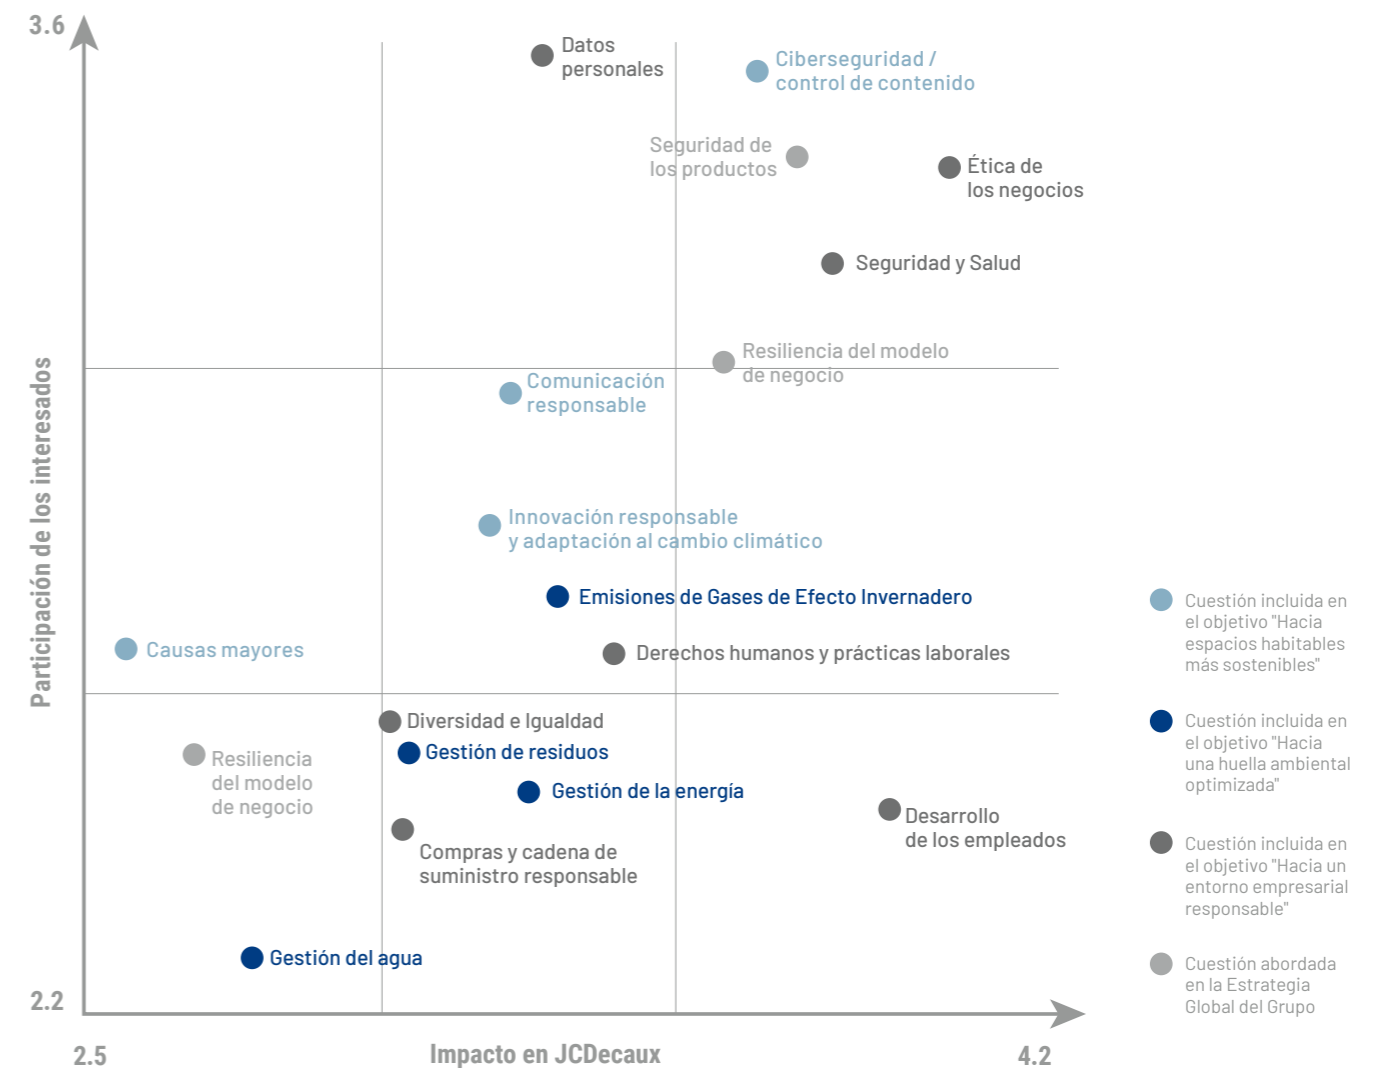 3.6
Datos
personales
Ciberseguridad /
control de contenido
Seguridad de
los productos
Ética de
los negocios
Seguridad y Salud
Resiliencia del modelo
de negocio
Comunicación
responsable
Participación de los interesados
Innovación responsable
y adaptación al cambio climático
Emisiones de Gases de Efecto Invernadero
Causas mayores
Derechos humanos y prácticas laborales
Diversidad e Igualdad
Gestión de residuos
Resiliencia
del modelo
de negocio
Gestión de la energía
Desarrollo
de los empleados
Compras y cadena de
suministro responsable
Gestión del agua
2.2
2.5
Impacto en JCDecaux
4.2
Cuestión incluida en
el objetivo "Hacia
espacios habitables
más sostenibles"
Cuestión incluida en
el objetivo "Hacia
una huella ambiental
optimizada"
Cuestión incluida en
el objetivo "Hacia un
entorno empresarial
responsable"
Cuestión abordada
en la Estrategia
Global del Grupo